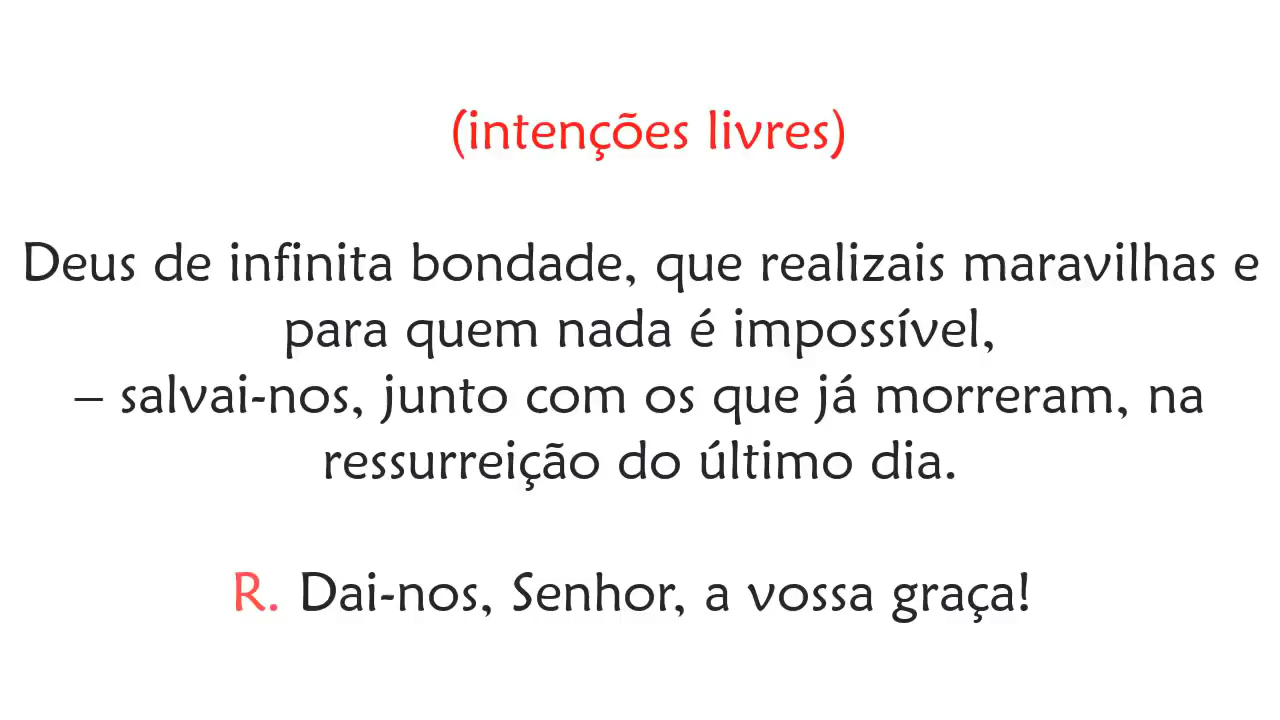 (intenções livres)
Deus de infinita bondade, que realizais maravilhas e
para quem nada é impossível,
– salvai-nos, junto com os que já morreram, na
ressurreição do último dia.
R. Dai-nos, Senhor, a vossa graça!